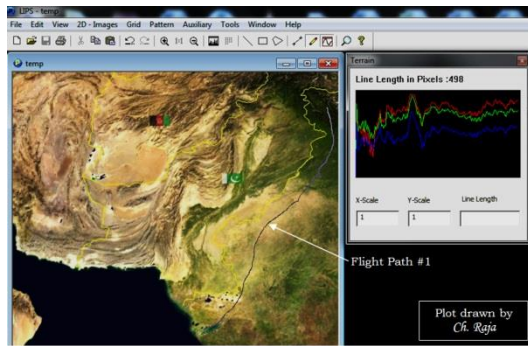 LIPS - temp
File Edit View 2D - Images Grid Pattern Auxiliary Tools Window Help
temp
Terrain
Line Length in Pixels :498
X-Scale Y-Scale Line Length
1 1
Flight Path #1
Plot drawn by
Ch. Raja